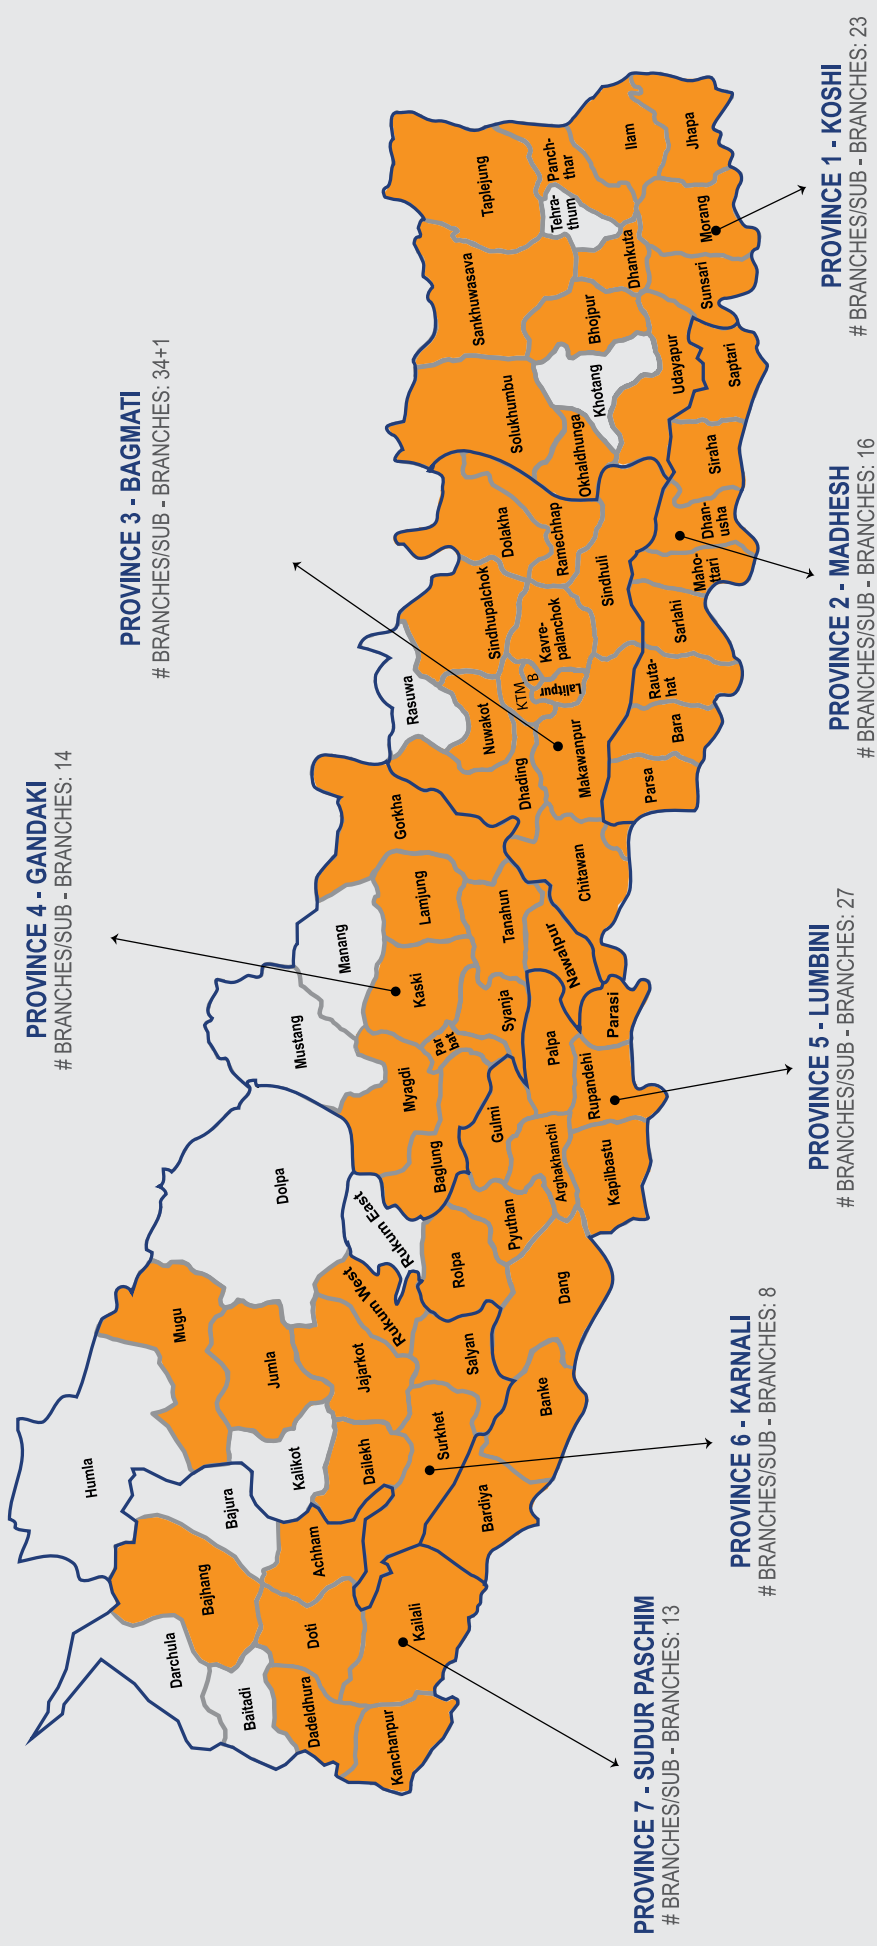 PROVINCE 7 - SUDUR PASCHIM
# BRANCHES/SUB - BRANCHES: 13
PROVINCE 6 - KARNALI
# BRANCHES/SUB - BRANCHES: 8
PROVINCE 5 - LUMBINI
# BRANCHES/SUB - BRANCHES: 27
PROVINCE 4 - GANDAKI
# BRANCHES/SUB - BRANCHES: 14
PROVINCE 3 - BAGMATI
# BRANCHES/SUB - BRANCHES: 34+1
PROVINCE 2 - MADHESH
# BRANCHES/SUB - BRANCHES: 16
PROVINCE 1 - KOSHI
# BRANCHES/SUB - BRANCHES: 23
Darchula
Baitadi
Dadeldhura
Kanchanpur
Bajhang
Bajura
Doti
Achham
Kailali
Humla
Mugu
Jumla
Kalikot
Dailekh
Jajarkot
Dolpa
Rukum West
Surkhet
Salyan
Rukum East
Rolpa
Pyuthan
Dang
Banke
Bardiya
Gulmi
Arghakhanchi
Kapilbastu
Palpa
Rupandehi
Parasi
Mustang
Manang
Myagdi
Baglung
Par
bat
Kaski
Syanja
Lamjung
Tanahun
Nawalpur
Gorkha
Rasuwa
Nuwakot
Dhading
Chitawan
Makawanpur
KTM
B
Lalitpur
Kavre-
palanchok
Sindhupalchok
Dolakha
Ramechhap
Sindhuli
Parsa
Bara
Rauta-
hat
Sarlahi
Maho-
ttari
Dhan-
usha
Siraha
Saptari
Solukhumbu
Okhaldhunga
Khotang
Udayapur
Sankhuwasava
Bhojpur
Dhankuta
Sunsari
Morang
Taplejung
Tehra-
thum
Panch-
thar
Ilam
Jhapa